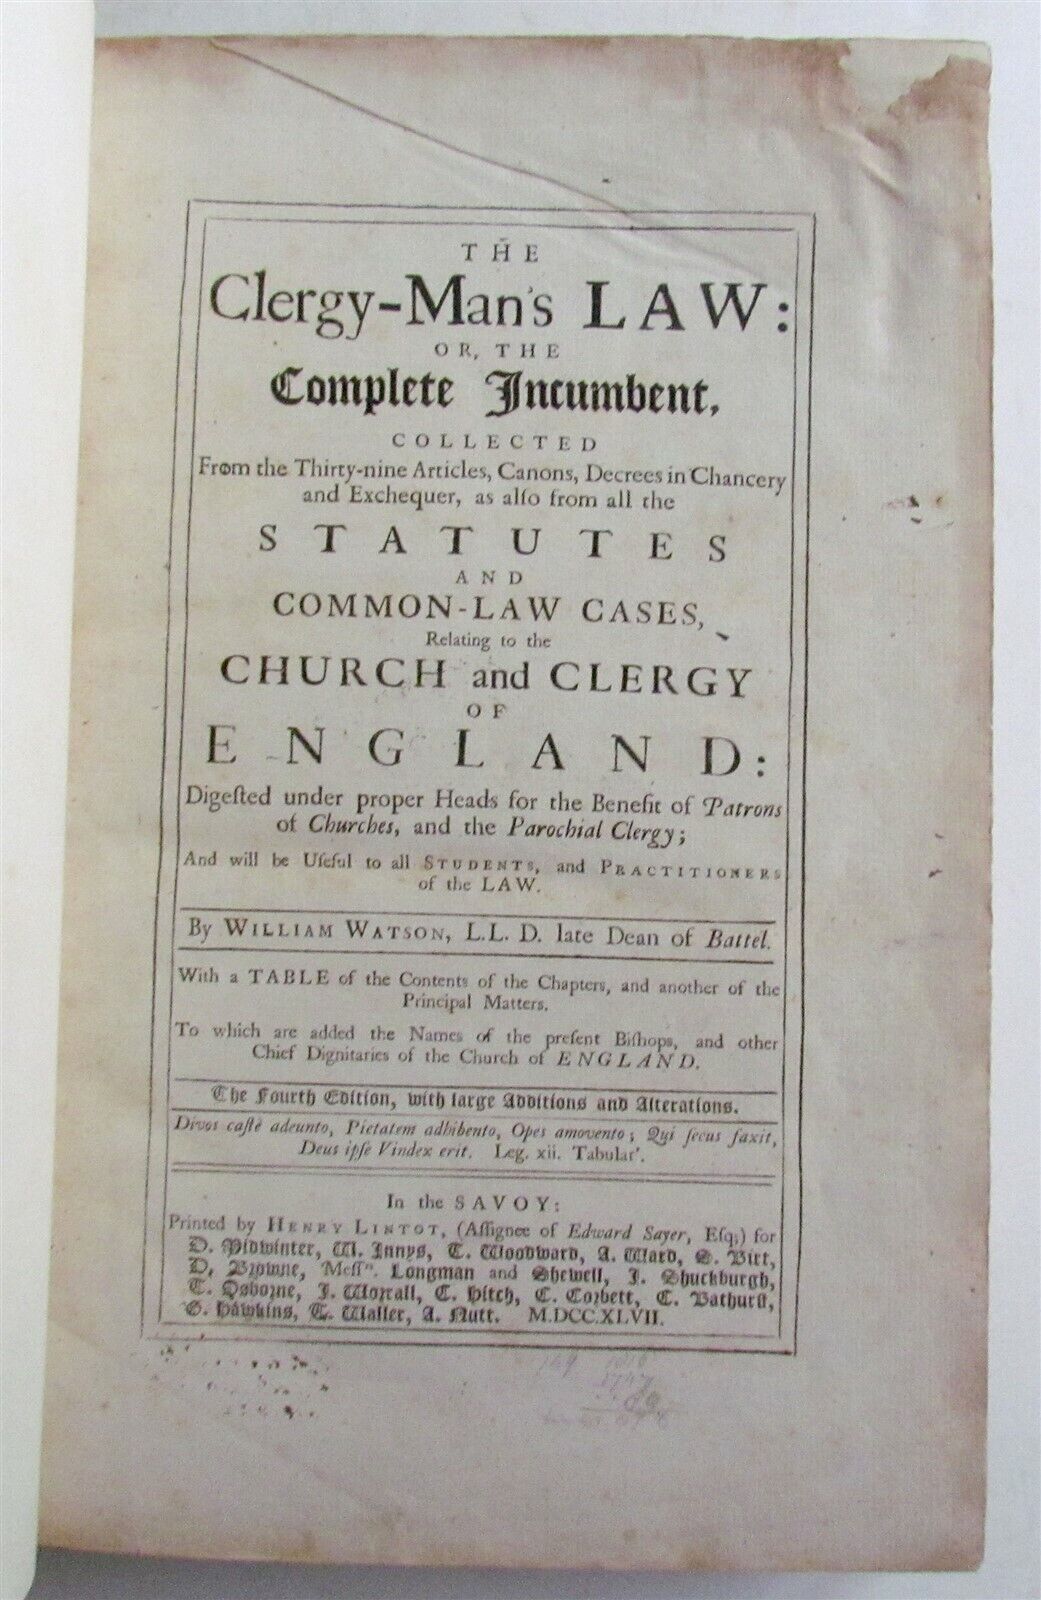 THE
Clergy-Man's LAW:
OR, THE
Complete Incumbent,
COLLECTED
From the Thirty-nine Articles, Canons, Decrees in Chancery
and Exchequer, as alſo from all the
STATUTES
AND
COMMON-LAW CASES,
Relating to the
CHURCH and CLERGY
OF
ENGLAND:
Digeſted under proper Heads for the Benefit of Patrons
of Churches, and the Parochial Clergy;
And will be Uſeful to all STUDENTS, and PRACTITIONERS
of the LAW.
By WILLIAM WATSON, L.L. D. late Dean of Battel.
With a TABLE of the Contents of the Chapters, and another of the
Principal Matters.
To which are added the Names of the preſent Biſhops, and other
Chief Dignitaries of the Church of ENGLAND.
The Fourth Edition, with large Additions and Alterations.
Divos caſtè adeunto, Pietatem adhibento, Opes amovento; Qui ſecus faxit,
Deus ipſe Vindex erit. Leg. xii. Tabular'.
In the SAVOY:
Printed by HENRY LINTOT, (Aſſignee of Edward Sayer, Eſq;) for
D. Midwinter, W. Innys, T. Woodward, A. Ward, S. Birt,
D. Browne, Meſſrs. Longman and Shewell, J. Shuckburgh,
T. Osborne, J. Worrall, C. Hitch, C. Corbett, C. Bathurſt,
G. Hawkins, T. Waller, A. Nutt. M.DCC.XLVII.